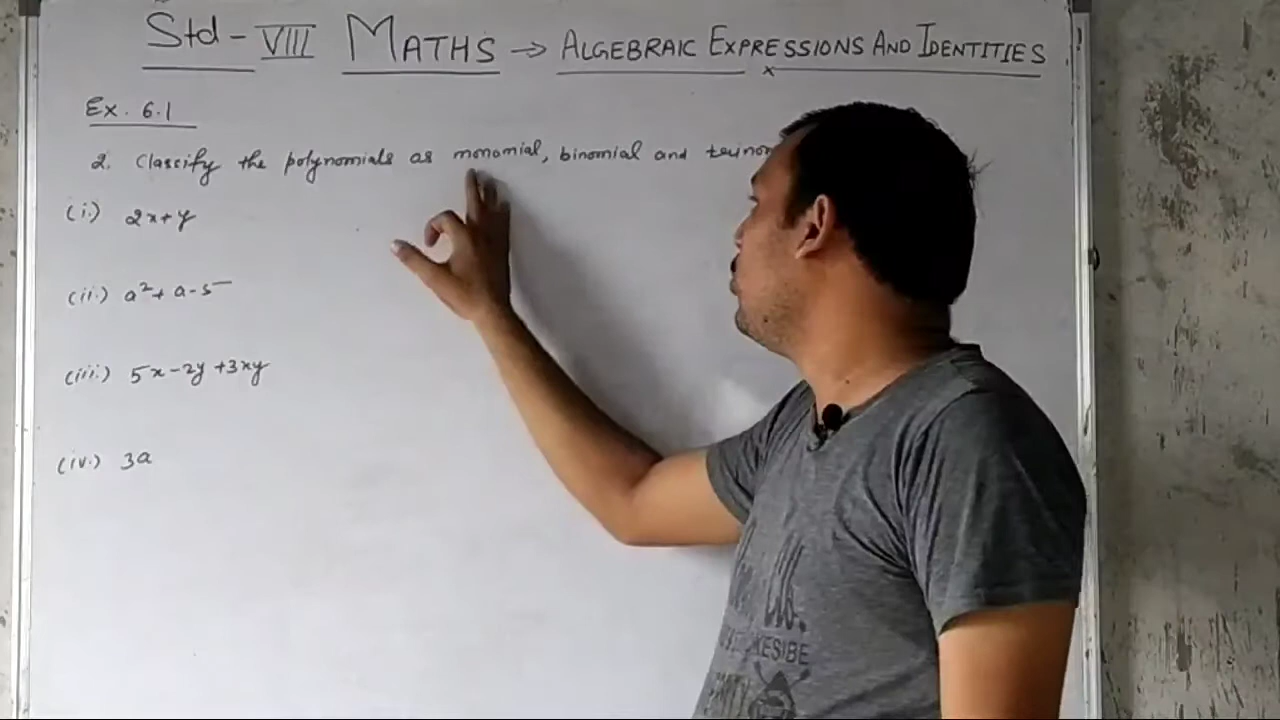 Std - VIII MATHS → ALGEBRAIC EXPRESSIONS AND IDENTITIES
Ex. 6.1
2. Classify the polynomials as monomial, binomial and
(i.) 2x+y
(ii.) a²+a-5
(iii.) 5x-2y+3xy
(iv.) 3a